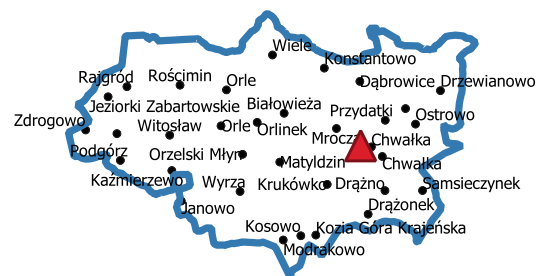 Wiele
Konstantowo
Rajgród
Rościmin
Orle
Dąbrowice
Drzewianowo
Jeziorki Zabartowskie
Białowieża
Przydatki
Ostrowo
Zdrogowo
Witosław
Orle
Orlinek
Mrocza
Chwałka
Podgórz
Orzelski Młyn
Matyldzin
Chwałka
Kaźmierzewo
Wyrza
Krukówko
Drążno
Samsieczynek
Janowo
Drążonek
Kosowo
Kozia Góra Krajeńska
Modrakowo